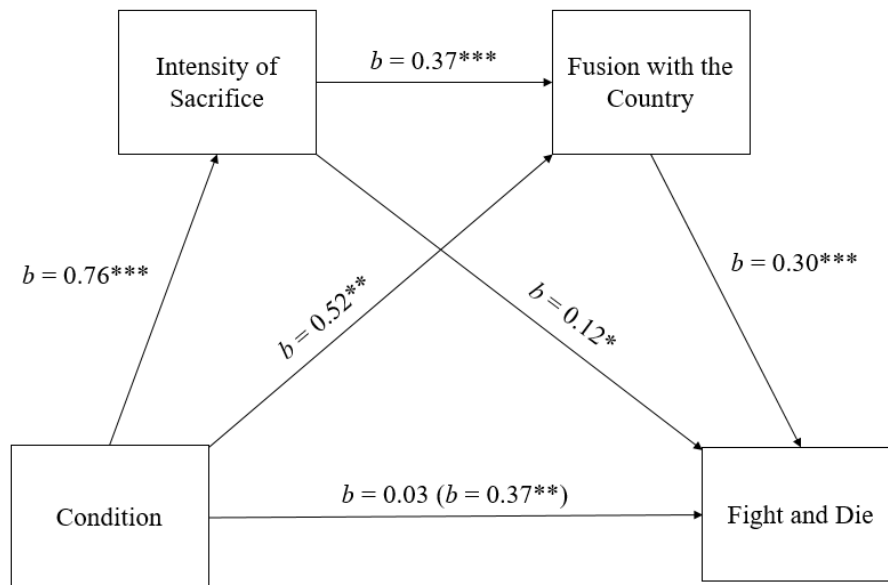 Intensity of
Sacrifice
b = 0.37***
Fusion with the
Country
b = 0.76***
b = 0.52**
b = 0.12*
b = 0.30***
Condition
b = 0.03 (b = 0.37**)
Fight and Die